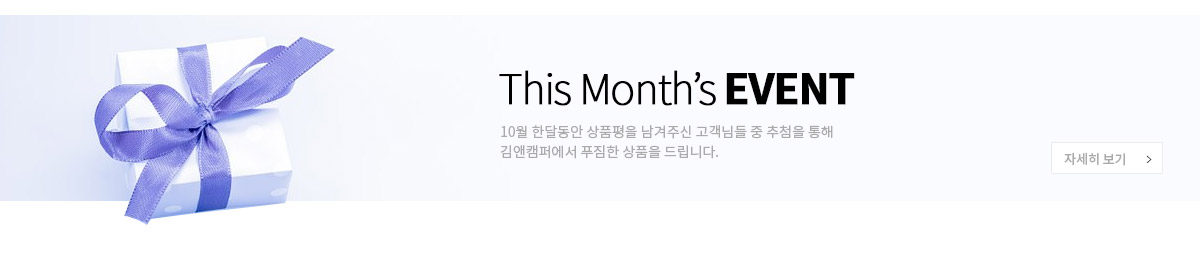 This Month's EVENT
10월 한달동안 상품평을 남겨주신 고객님들 중 추첨을 통해
김앤캠퍼에서 푸짐한 상품을 드립니다.
자세히 보기 >